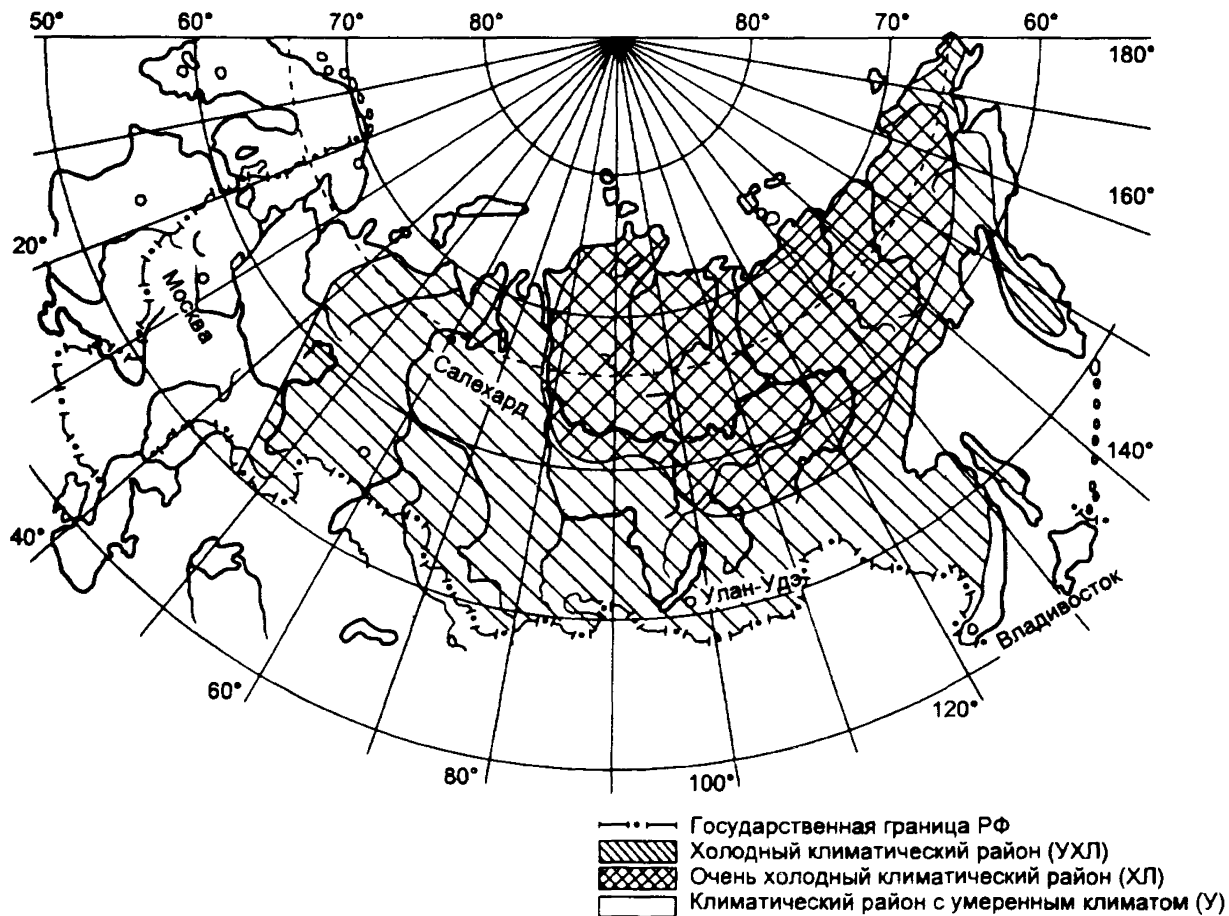 50°
60°
70°
80°
80°
70°
60°
180°
160°
20°
Москва
Салехард
140°
40°
Улан-Удэ
Владивосток
60°
120°
80°
100°
Государственная граница РФ
Холодный климатический район (УХЛ)
Очень холодный климатический район (ХЛ)
Климатический район с умеренным климатом (У)